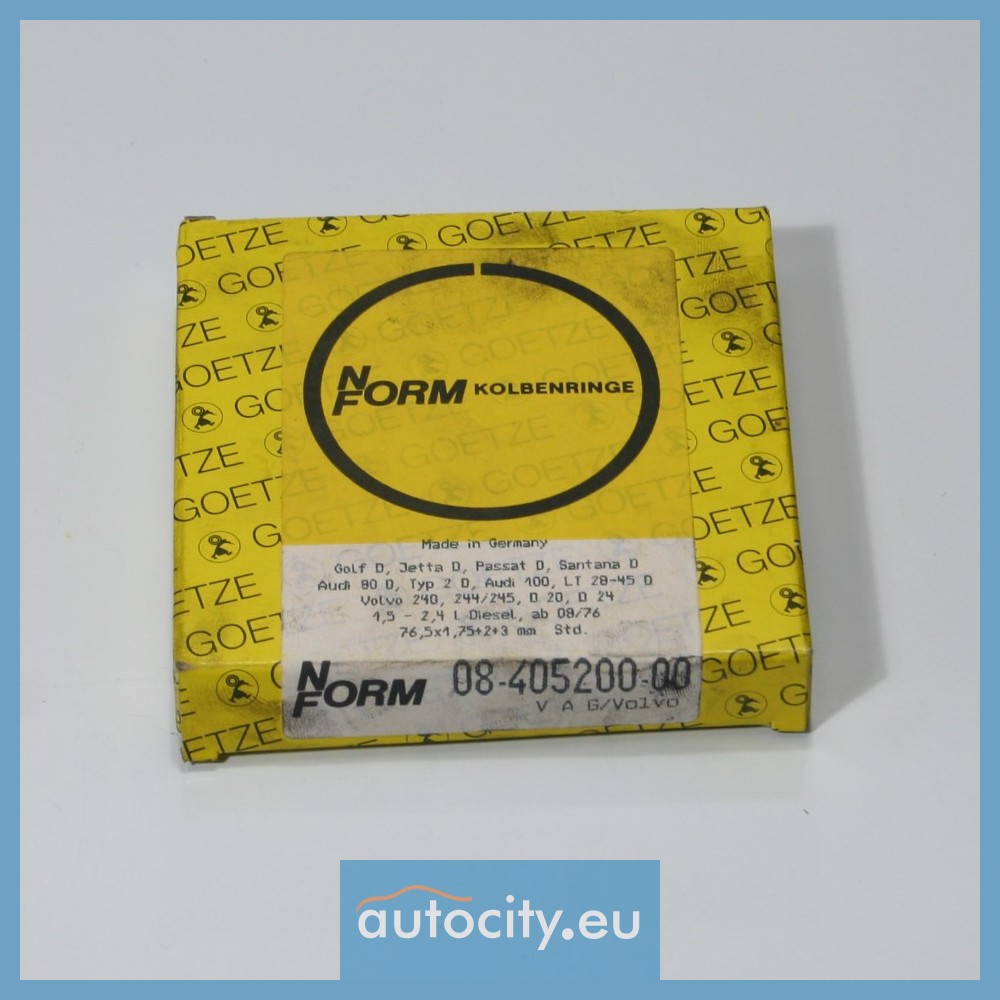 GOETZE
NFORM KOLBENRINGE
Made in Germany
Golf D, Jetta D, Passat D, Santana D
Audi 80 D, Typ 2 D, Audi 100, LT 28-45 D
Volvo 240, 244/245, D 20, D 24
1,5 - 2,4 l Diesel, ab 08/76
76,5x1,75+2+3 mm Std.
NFORM 08-405200-00
V A G/Volvo
autocity.eu